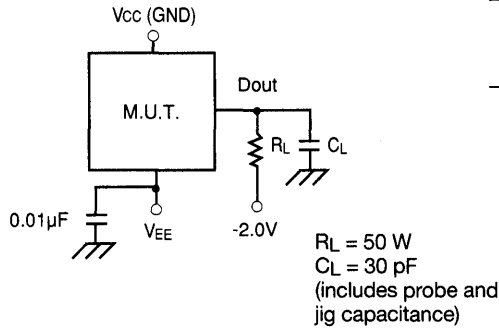 VCC (GND)
Dout
M.U.T.
RL
CL
0.01µF
VEE
-2.0V
RL = 50 W
CL = 30 pF
(includes probe and
jig capacitance)